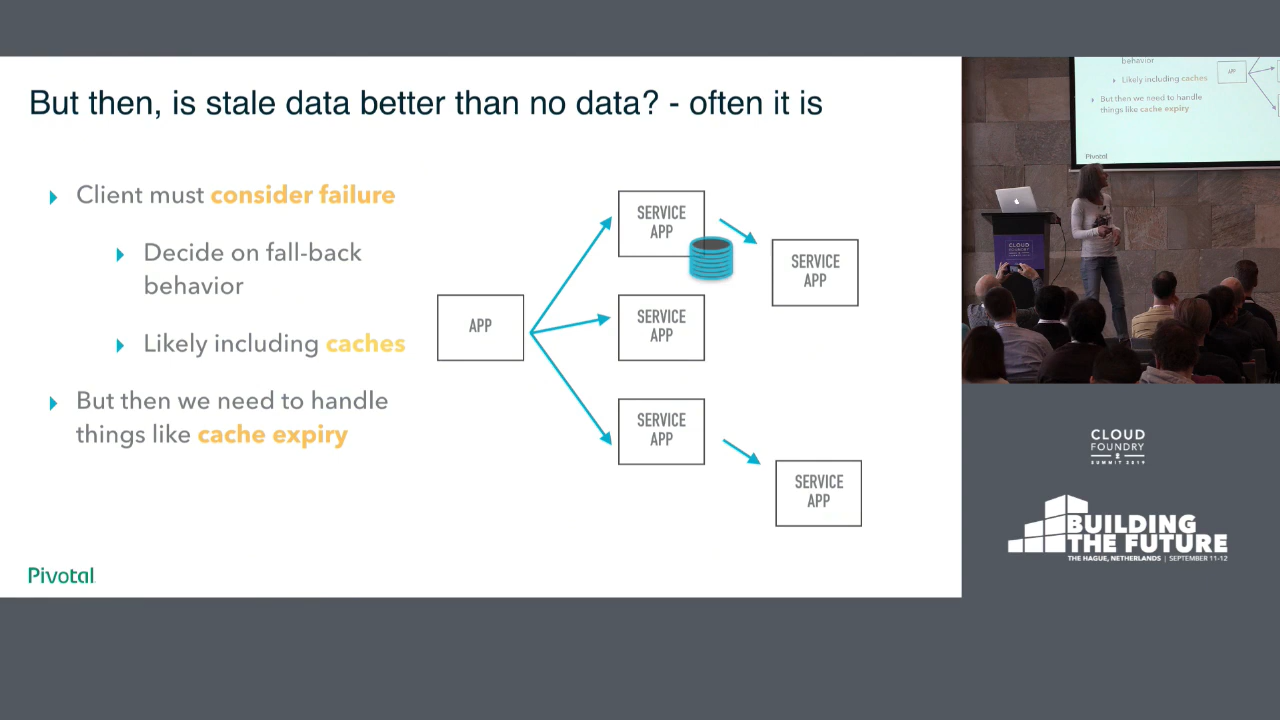 But then, is stale data better than no data? - often it is
Client must consider failure
Decide on fall-back
behavior
Likely including caches
But then we need to handle
things like cache expiry
APP
SERVICE
APP
SERVICE
APP
SERVICE
APP
SERVICE
APP
SERVICE
APP
Pivotal
behavior
Likely including caches
But then we need to handle
things like cache expiry
APP
Pivotal
CLOUD
FOUNDRY
CLOUD
FOUNDRY
SUMMIT 2019
BUILDING
THE FUTURE
THE HAGUE, NETHERLANDS | SEPTEMBER 11-12